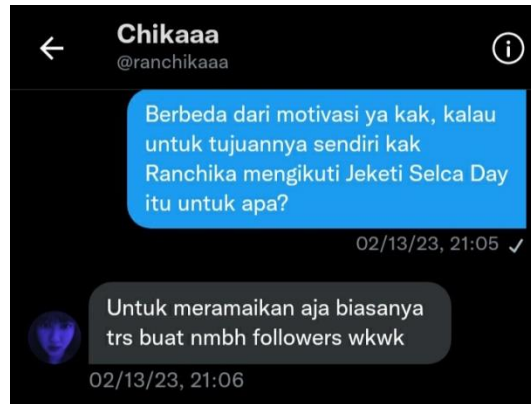 Chikaaa
@ranchikaaa
Berbeda dari motivasi ya kak, kalau
untuk tujuannya sendiri kak
Ranchika mengikuti Jeketi Selca Day
itu untuk apa?
02/13/23, 21:05
Untuk meramaikan aja biasanya
trs buat nmbh followers wkwk
02/13/23, 21:06